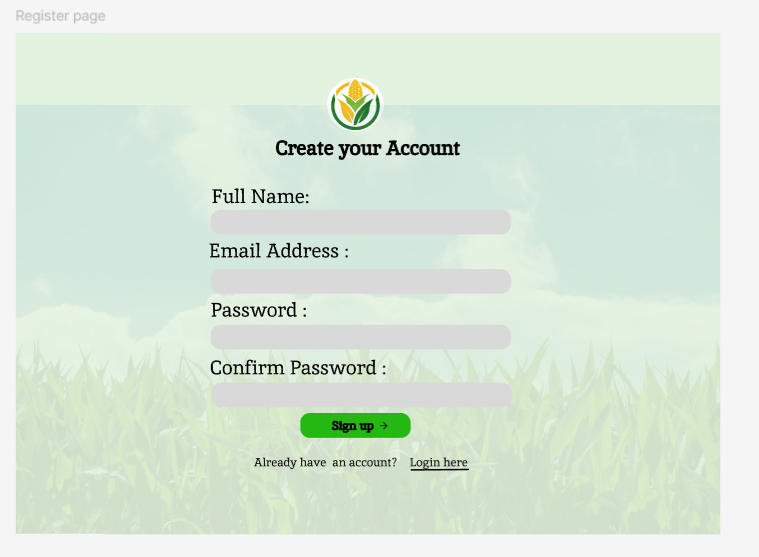 Register page
Create your Account
Full Name:
Email Address :
Password :
Confirm Password :
Sign up →
Already have an account? Login here